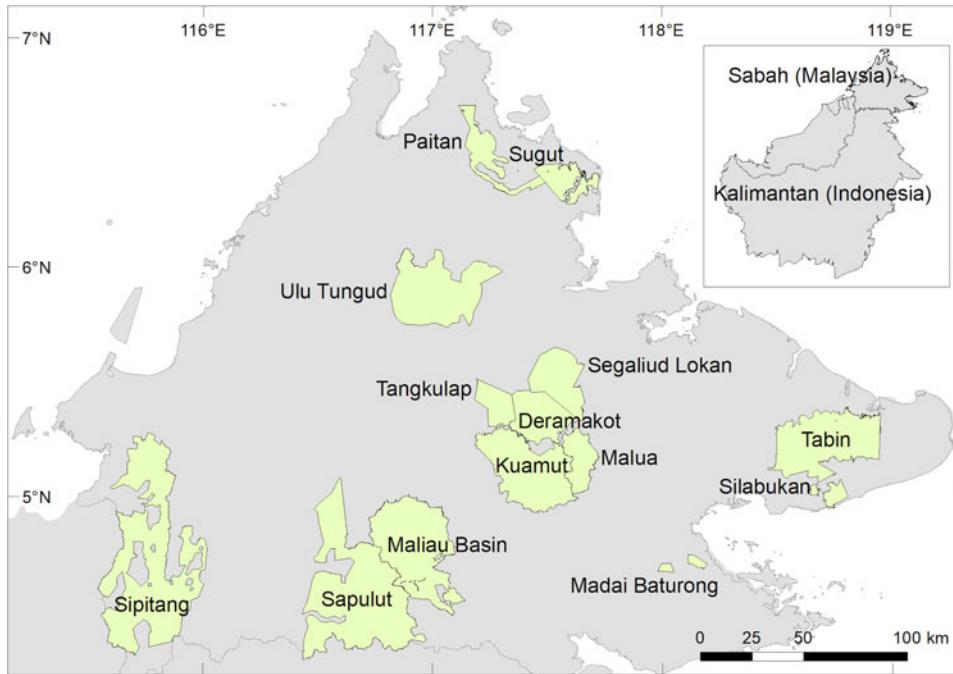 116°E
117°E
118°E
119°E
7°N
6°N
5°N
Sabah (Malaysia)
Kalimantan (Indonesia)
Paitan
Sugut
Ulu Tungud
Segaliud Lokan
Tangkulap
Deramakot
Kuamut
Malua
Tabin
Silabukan
Maliau Basin
Madai Baturong
Sipitang
Sapulut
0 25 50 100 km